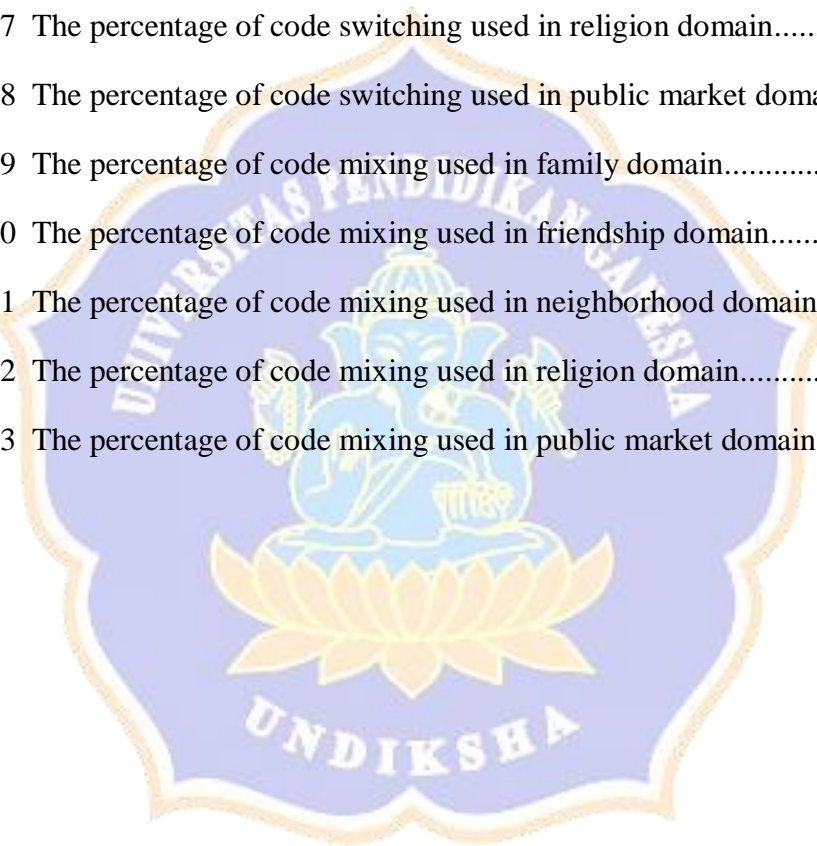 7 The percentage of code switching used in religion domain.....
8 The percentage of code switching used in public market doma
9 The percentage of code mixing used in family domain............
0 The percentage of code mixing used in friendship domain......
1 The percentage of code mixing used in neighborhood domain
2 The percentage of code mixing used in religion domain..........
3 The percentage of code mixing used in public market domain
UNIVERSITAS PENDIDIKAN GANESHA
UNDIKSHA